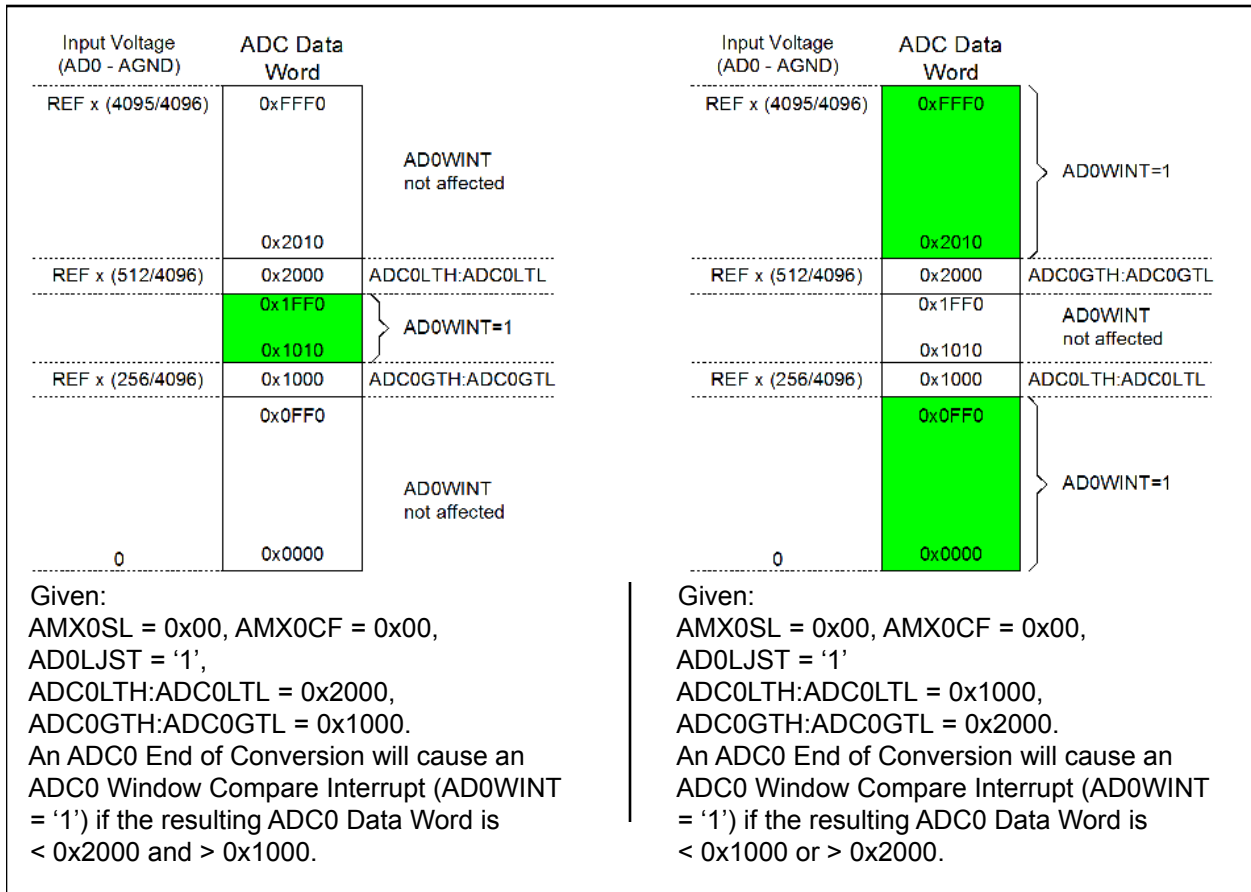 Input Voltage
(AD0 - AGND)
ADC Data
Word
REF x (4095/4096)
0xFFF0
AD0WINT
not affected
0x2010
REF x (512/4096)
0x2000
ADC0LTH:ADC0LTL
0x1FF0
AD0WINT=1
0x1010
REF x (256/4096)
0x1000
ADC0GTH:ADC0GTL
0x0FF0
AD0WINT
not affected
0
0x0000
Given:
AMX0SL = 0x00, AMX0CF = 0x00,
AD0LJST = ‘1’,
ADC0LTH:ADC0LTL = 0x2000,
ADC0GTH:ADC0GTL = 0x1000.
An ADC0 End of Conversion will cause an
ADC0 Window Compare Interrupt (AD0WINT
= ‘1’) if the resulting ADC0 Data Word is
< 0x2000 and > 0x1000.
Input Voltage
(AD0 - AGND)
ADC Data
Word
REF x (4095/4096)
0xFFF0
AD0WINT=1
0x2010
REF x (512/4096)
0x2000
ADC0GTH:ADC0GTL
0x1FF0
AD0WINT
not affected
0x1010
REF x (256/4096)
0x1000
ADC0LTH:ADC0LTL
0x0FF0
AD0WINT=1
0
0x0000
Given:
AMX0SL = 0x00, AMX0CF = 0x00,
AD0LJST = ‘1’
ADC0LTH:ADC0LTL = 0x1000,
ADC0GTH:ADC0GTL = 0x2000.
An ADC0 End of Conversion will cause an
ADC0 Window Compare Interrupt (AD0WINT
= ‘1’) if the resulting ADC0 Data Word is
< 0x1000 or > 0x2000.